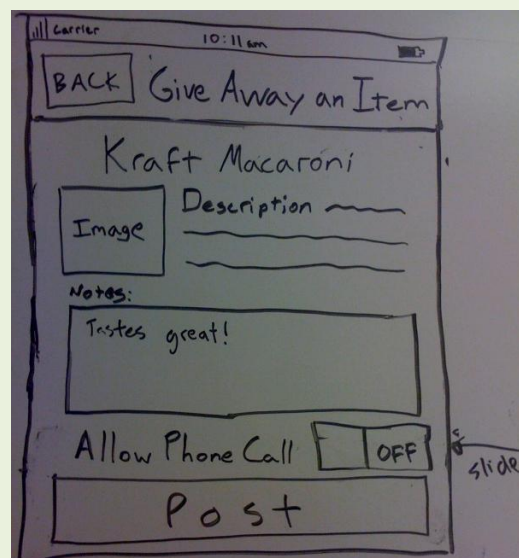 Carrier 10:11 am
BACK Give Away an Item
Kraft Macaroni
Image
Description
Notes:
Tastes great!
Allow Phone Call OFF
slide
Post